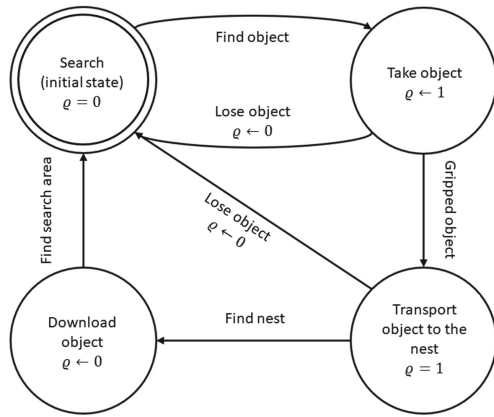 Search
(initial state)
ϱ = 0
Find object
Take object
ϱ ← 1
Lose object
ϱ ← 0
Find search area
Lose object
ϱ ← 0
Gripped object
Download
object
ϱ ← 0
Find nest
Transport
object to the
nest
ϱ = 1